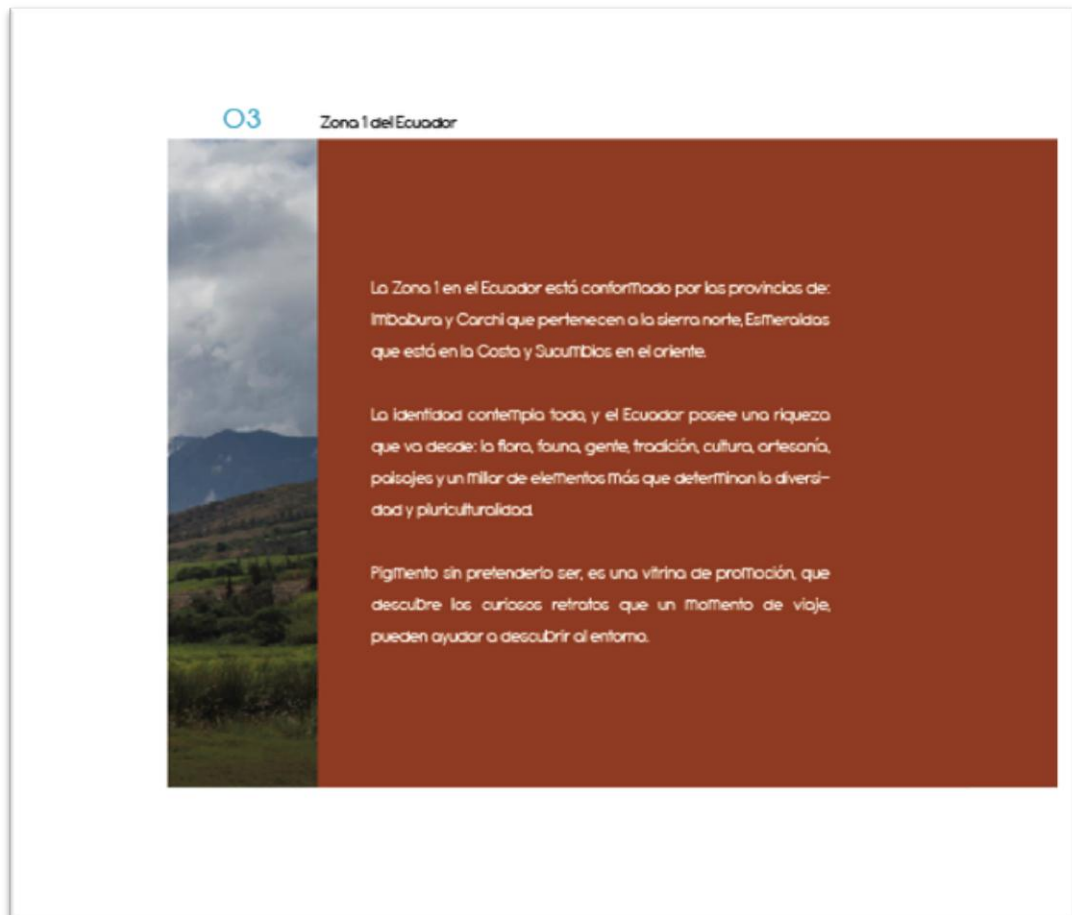 03
Zona 1 del Ecuador
La Zona 1 en el Ecuador está conformado por las provincias de:
Imbabura y Carchi que pertenecen a la sierra norte, Esmeraldas
que está en la Costa y Sucumbios en el oriente.
La identidad contempla todo, y el Ecuador posee una riqueza
que va desde: la flora, fauna, gente, tradición, cultura, artesanía,
paisajes y un millar de elementos más que determinan la diversi-
dad y pluriculturalidad.
Pigmento sin pretenderlo ser, es una vitrina de promoción, que
descubre los curiosos retratos que un momento de viaje,
pueden ayudar a descubrir al entorno.